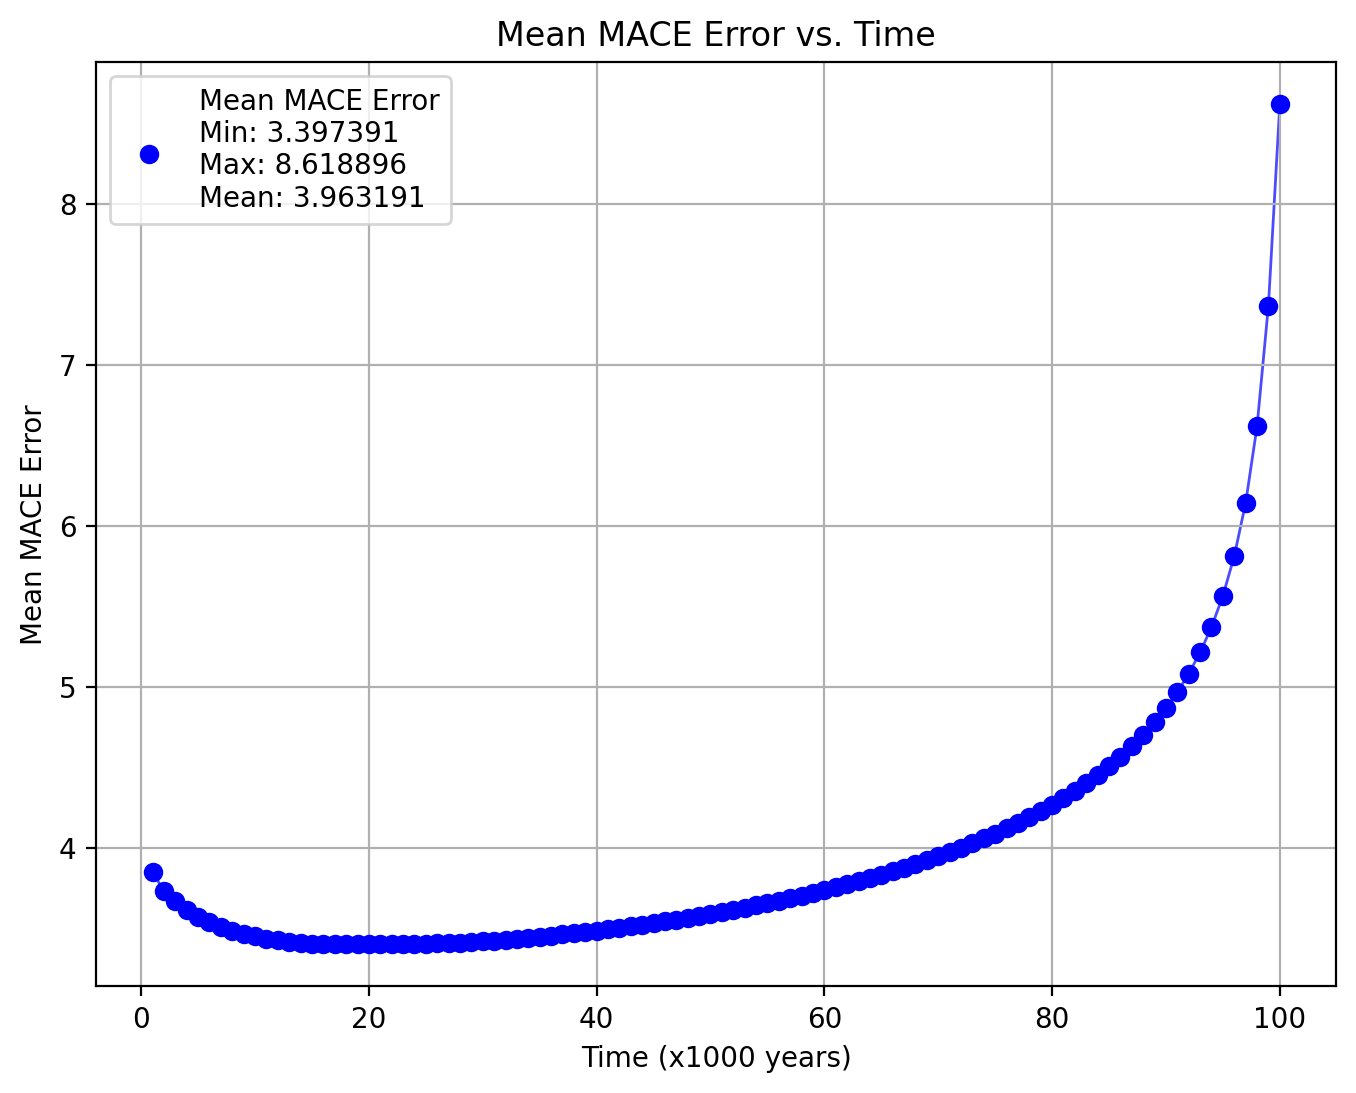 Mean MACE Error vs. Time
Mean MACE Error
Min: 3.397391
Max: 8.618896
Mean: 3.963191
8
7
6
5
4
Mean MACE Error
0 20 40 60 80 100
Time (x1000 years)